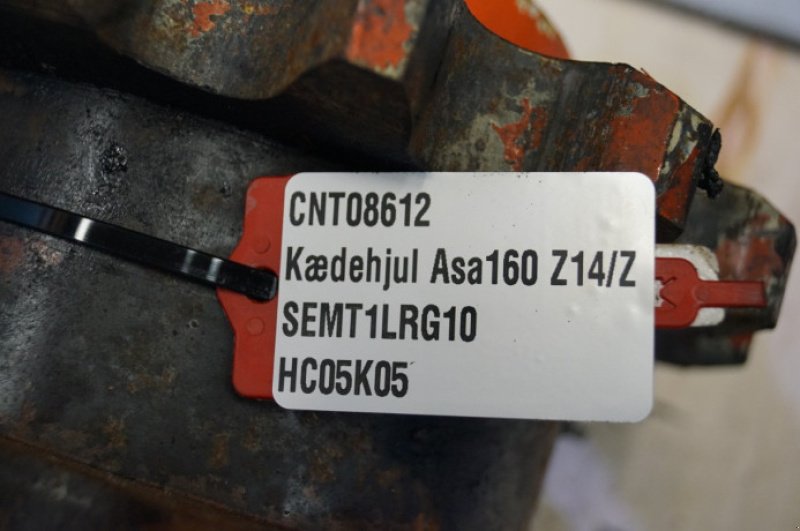 CNT08612
Kædehjul Asa160 Z14/Z
SEMT1LRG10
HC05K05